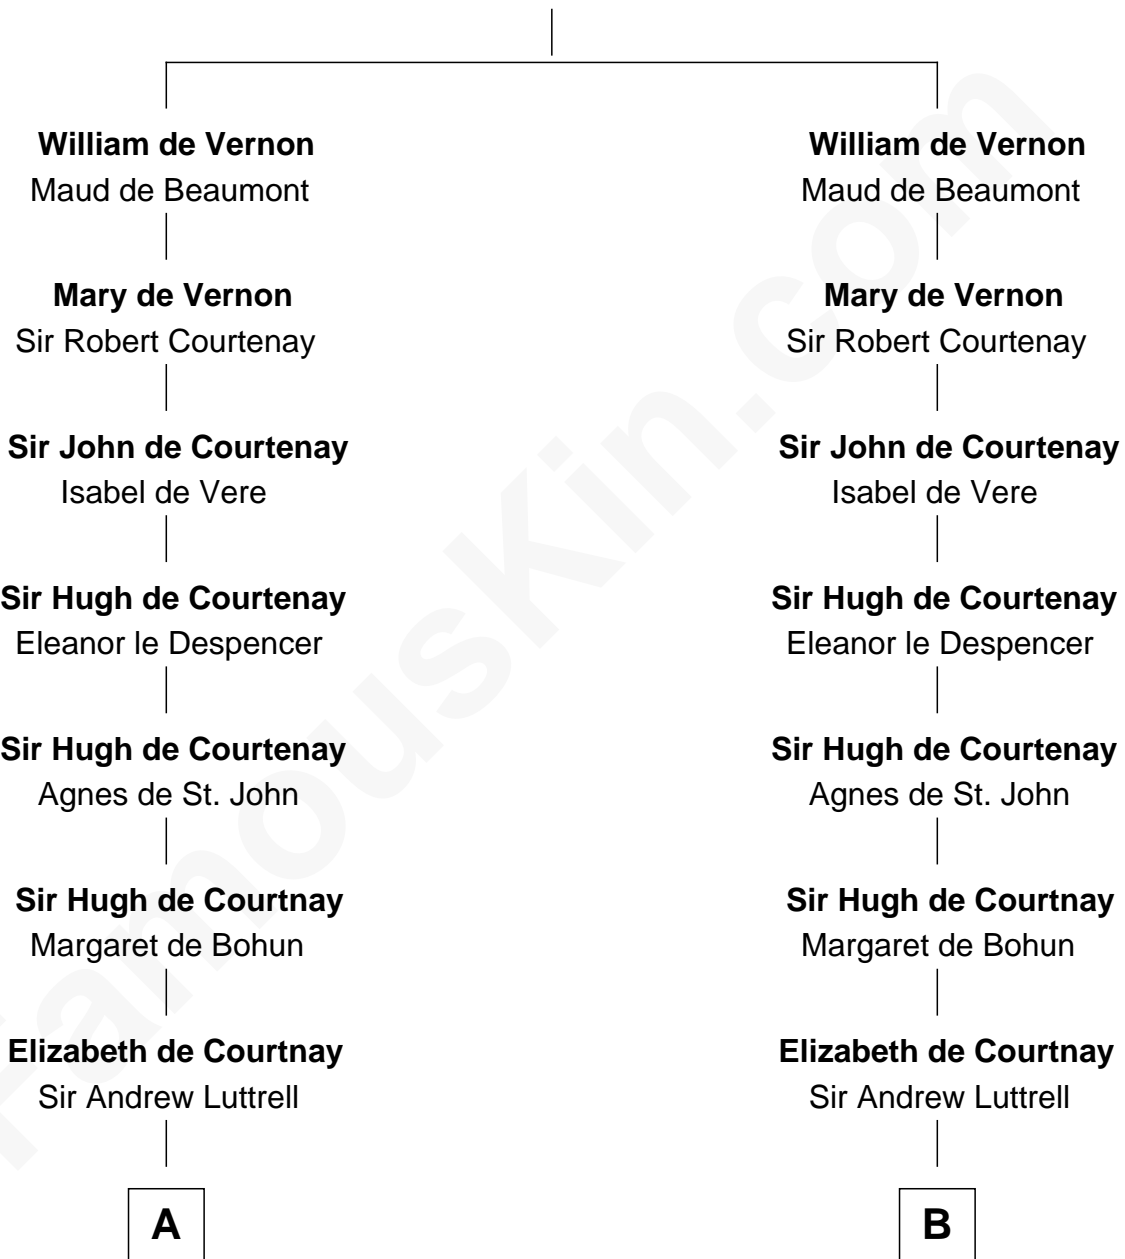 William de Vernon
Maud de Beaumont
Mary de Vernon
Sir Robert Courtenay
Sir John de Courtenay
Isabel de Vere
Sir Hugh de Courtenay
Eleanor le Despencer
Sir Hugh de Courtenay
Agnes de St. John
Sir Hugh de Courtnay
Margaret de Bohun
Elizabeth de Courtnay
Sir Andrew Luttrell
A
William de Vernon
Maud de Beaumont
Mary de Vernon
Sir Robert Courtenay
Sir John de Courtenay
Isabel de Vere
Sir Hugh de Courtenay
Eleanor le Despencer
Sir Hugh de Courtenay
Agnes de St. John
Sir Hugh de Courtnay
Margaret de Bohun
Elizabeth de Courtnay
Sir Andrew Luttrell
B
FamousKin.com